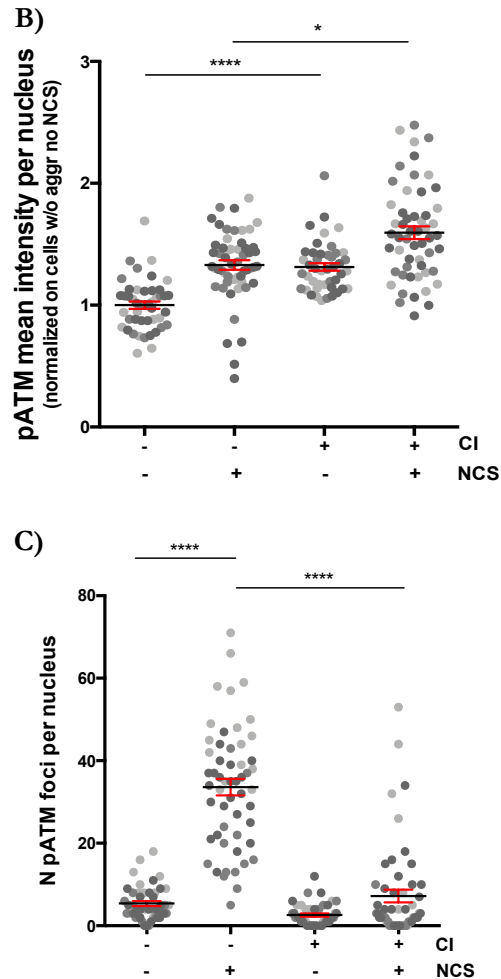 B)
pATM mean intensity per nucleus
(normalized on cells w/o aggr no NCS)
****
*
3
2
1
0
- - + + CI
- + - + NCS
C)
N pATM foci per nucleus
****
****
80
60
40
20
0
- - + + CI
- + - + NCS